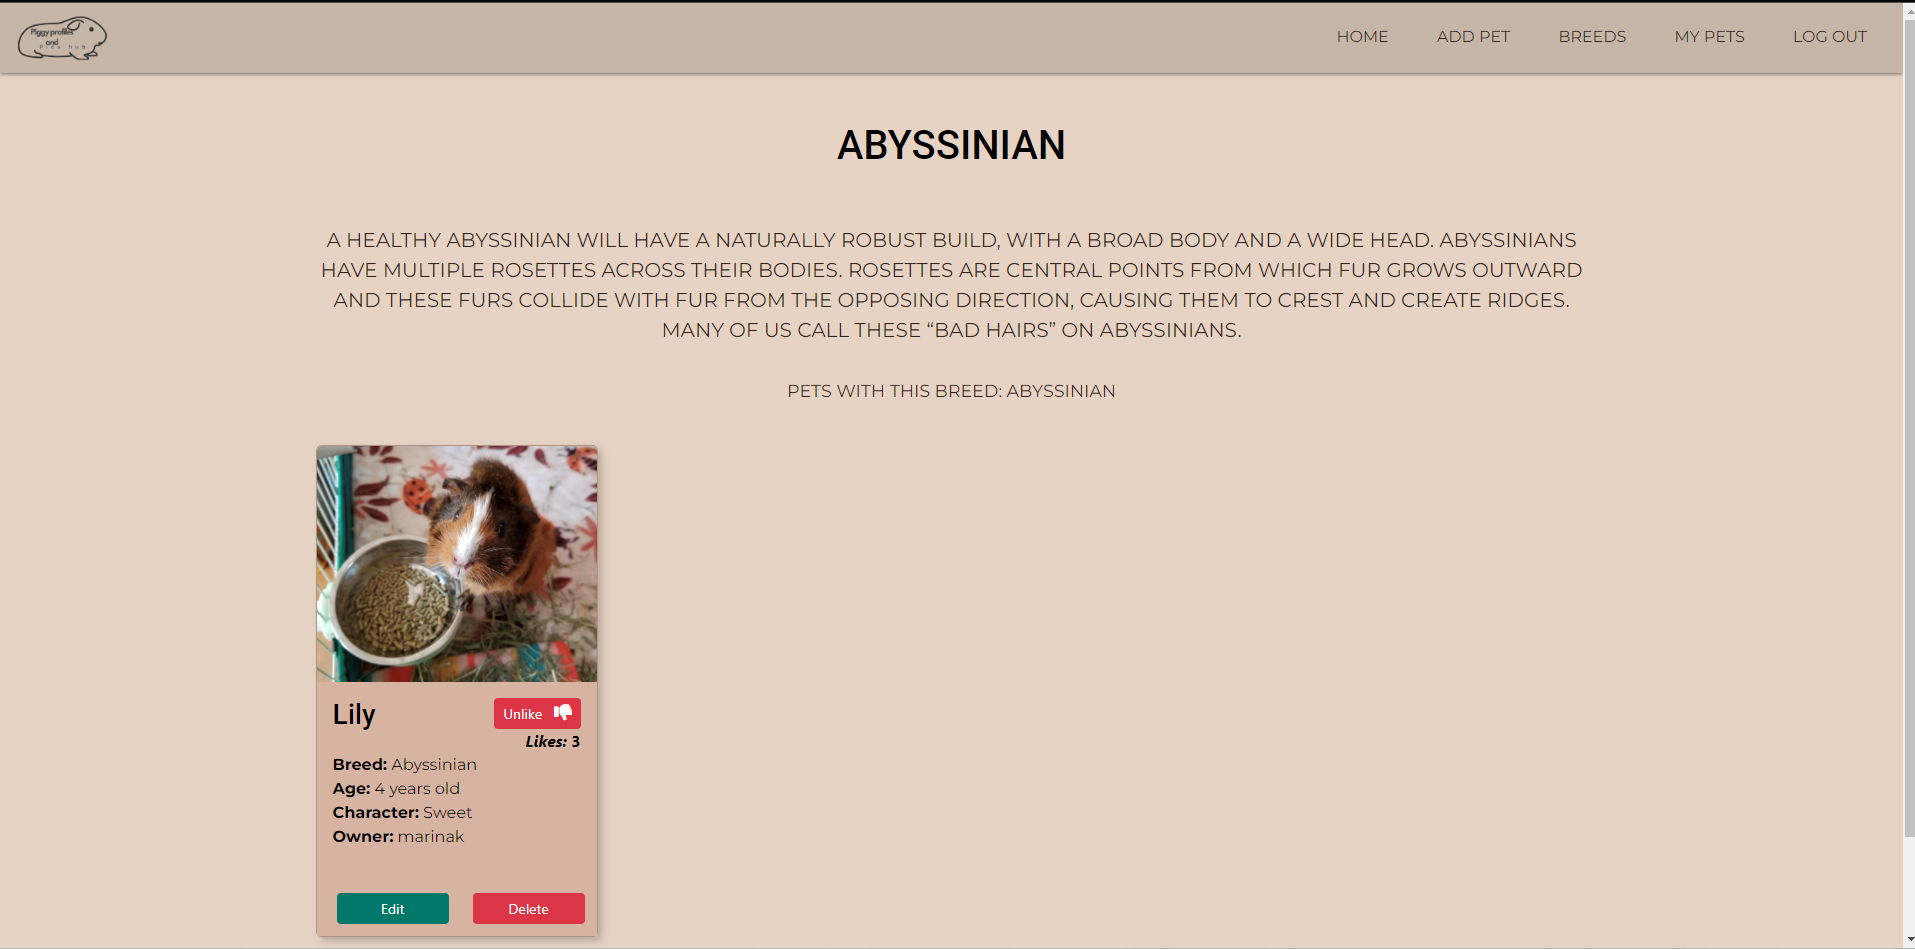 Piggy profiles
and
Pics hub
HOME ADD PET BREEDS MY PETS LOG OUT
ABYSSINIAN
A HEALTHY ABYSSINIAN WILL HAVE A NATURALLY ROBUST BUILD, WITH A BROAD BODY AND A WIDE HEAD. ABYSSINIANS
HAVE MULTIPLE ROSETTES ACROSS THEIR BODIES. ROSETTES ARE CENTRAL POINTS FROM WHICH FUR GROWS OUTWARD
AND THESE FURS COLLIDE WITH FUR FROM THE OPPOSING DIRECTION, CAUSING THEM TO CREST AND CREATE RIDGES.
MANY OF US CALL THESE “BAD HAIRS” ON ABYSSINIANS.
PETS WITH THIS BREED: ABYSSINIAN
Lily
Unlike
Likes: 3
Breed: Abyssinian
Age: 4 years old
Character: Sweet
Owner: marinak
Edit Delete